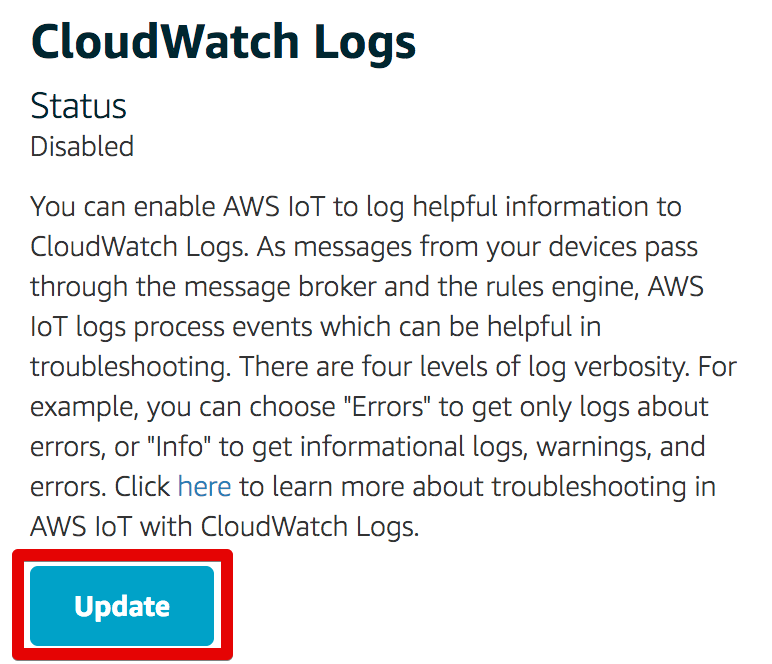 CloudWatch Logs
Status
Disabled
You can enable AWS IoT to log helpful information to
CloudWatch Logs. As messages from your devices pass
through the message broker and the rules engine, AWS
IoT logs process events which can be helpful in
troubleshooting. There are four levels of log verbosity. For
example, you can choose "Errors" to get only logs about
errors, or "Info" to get informational logs, warnings, and
errors. Click here to learn more about troubleshooting in
AWS IoT with CloudWatch Logs.
Update